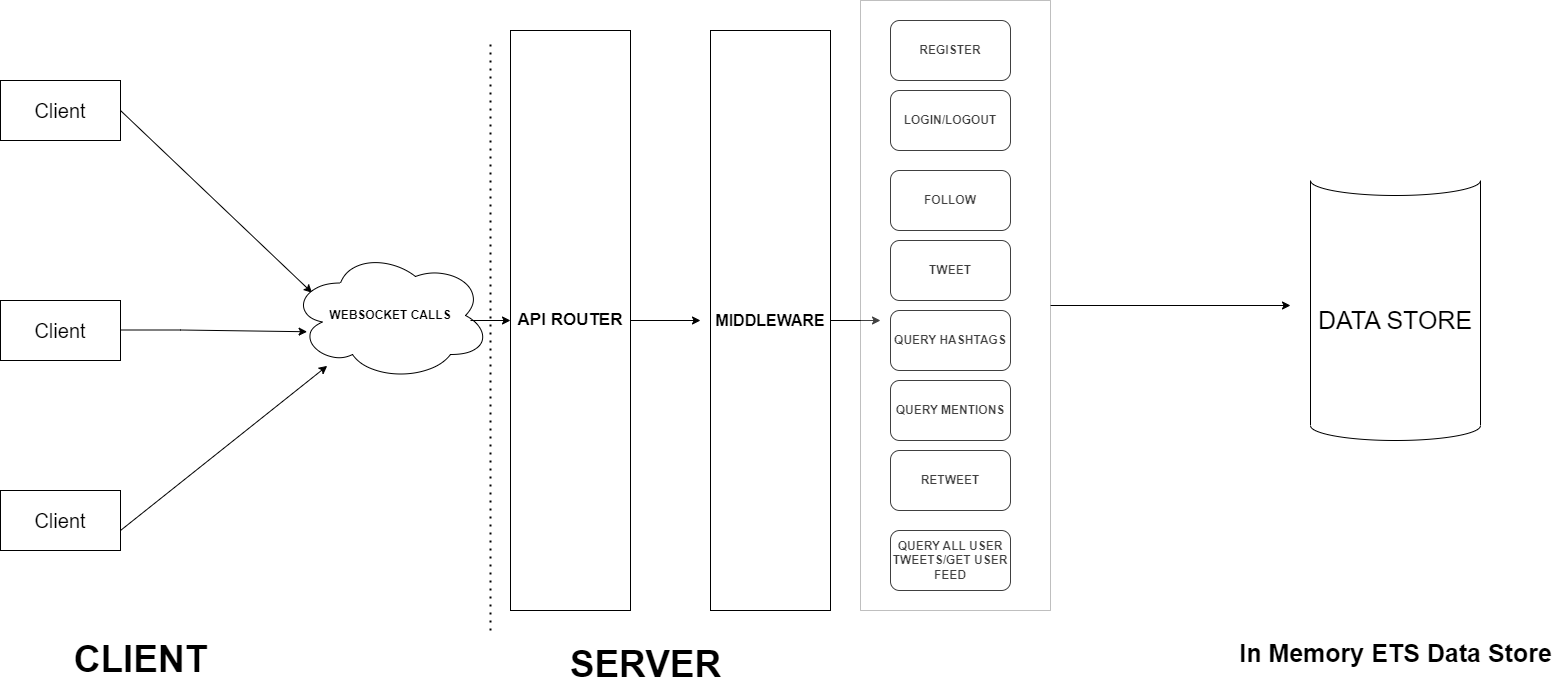 Client
Client
Client
WEBSOCKET CALLS
API ROUTER
MIDDLEWARE
REGISTER
LOGIN/LOGOUT
FOLLOW
TWEET
QUERY HASHTAGS
QUERY MENTIONS
RETWEET
QUERY ALL USER
TWEETS/GET USER
FEED
DATA STORE
CLIENT
SERVER
In Memory ETS Data Store